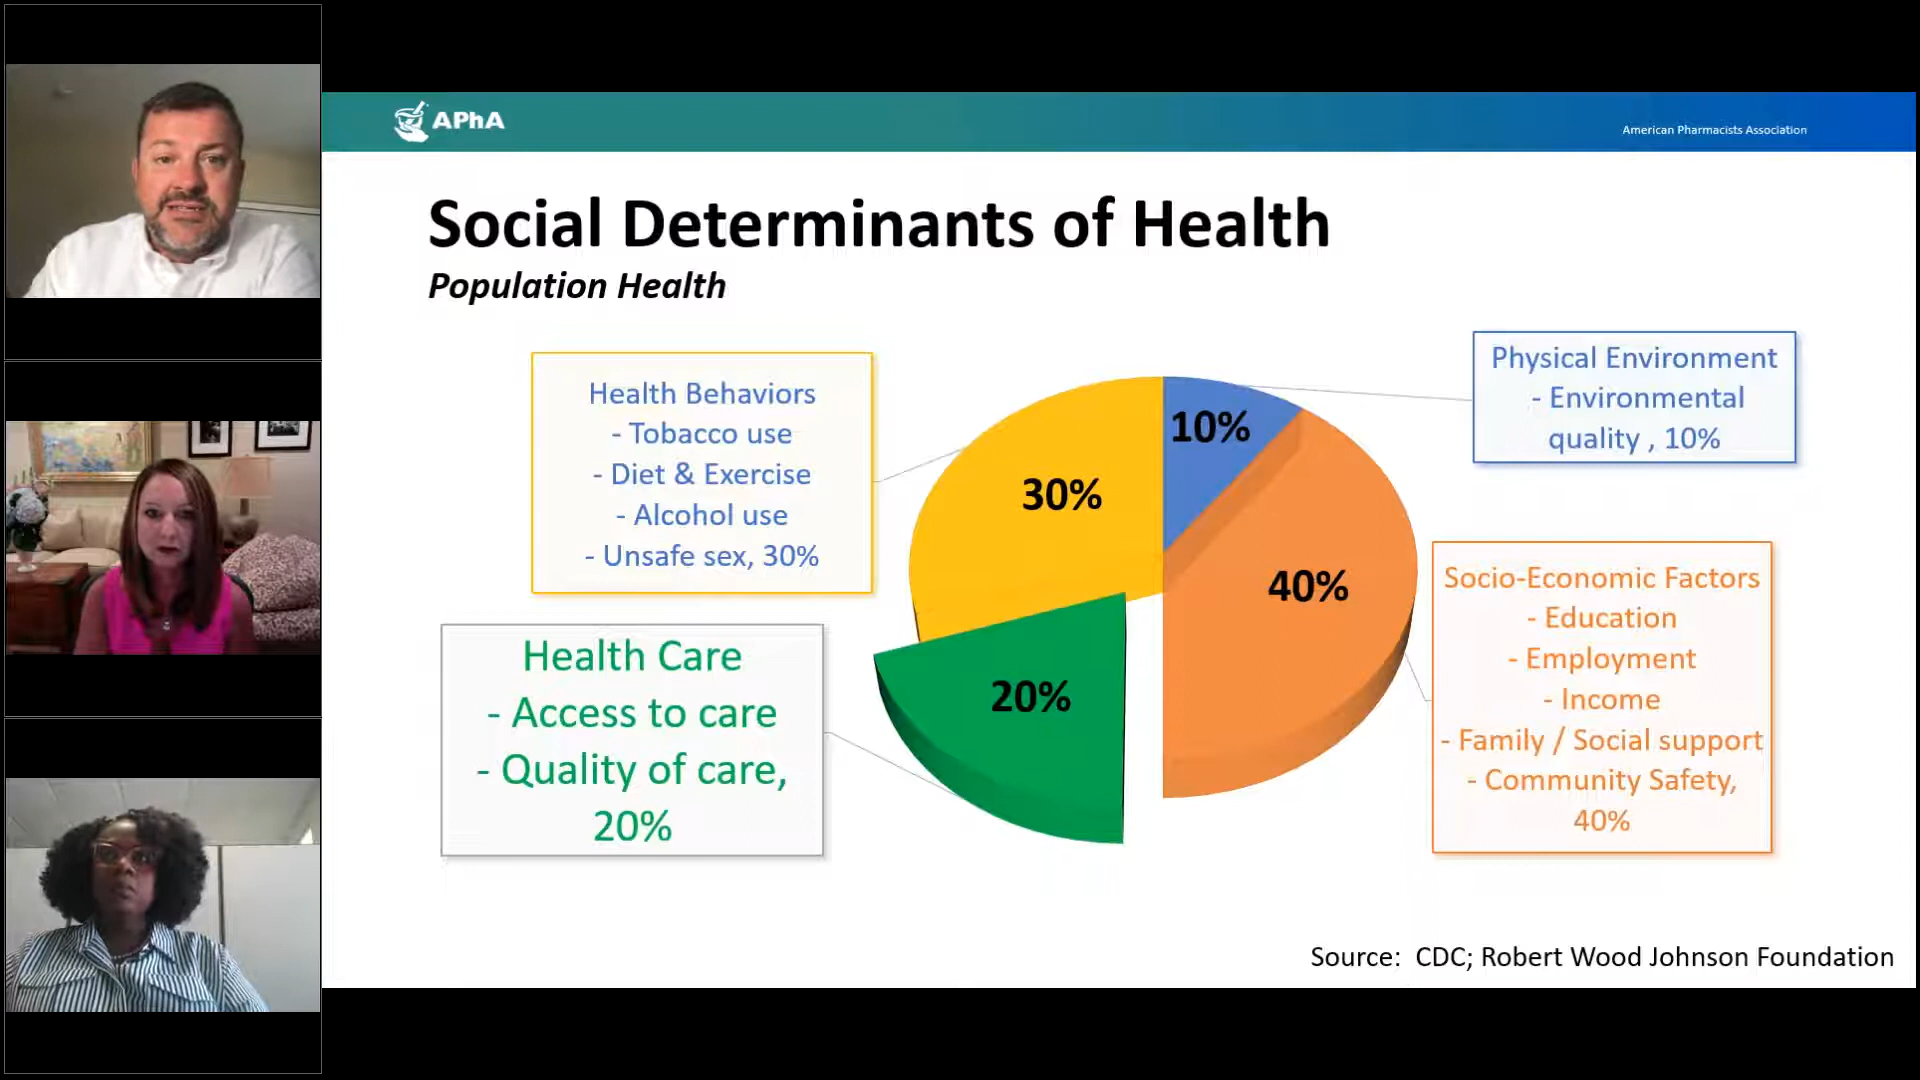 APhA
American Pharmacists Association
Social Determinants of Health
Population Health
Health Behaviors
- Tobacco use
- Diet & Exercise
- Alcohol use
- Unsafe sex, 30%
Physical Environment
- Environmental
quality , 10%
10%
30%
40%
20%
Health Care
- Access to care
- Quality of care,
20%
Socio-Economic Factors
- Education
- Employment
- Income
- Family / Social support
- Community Safety,
40%
Source: CDC; Robert Wood Johnson Foundation